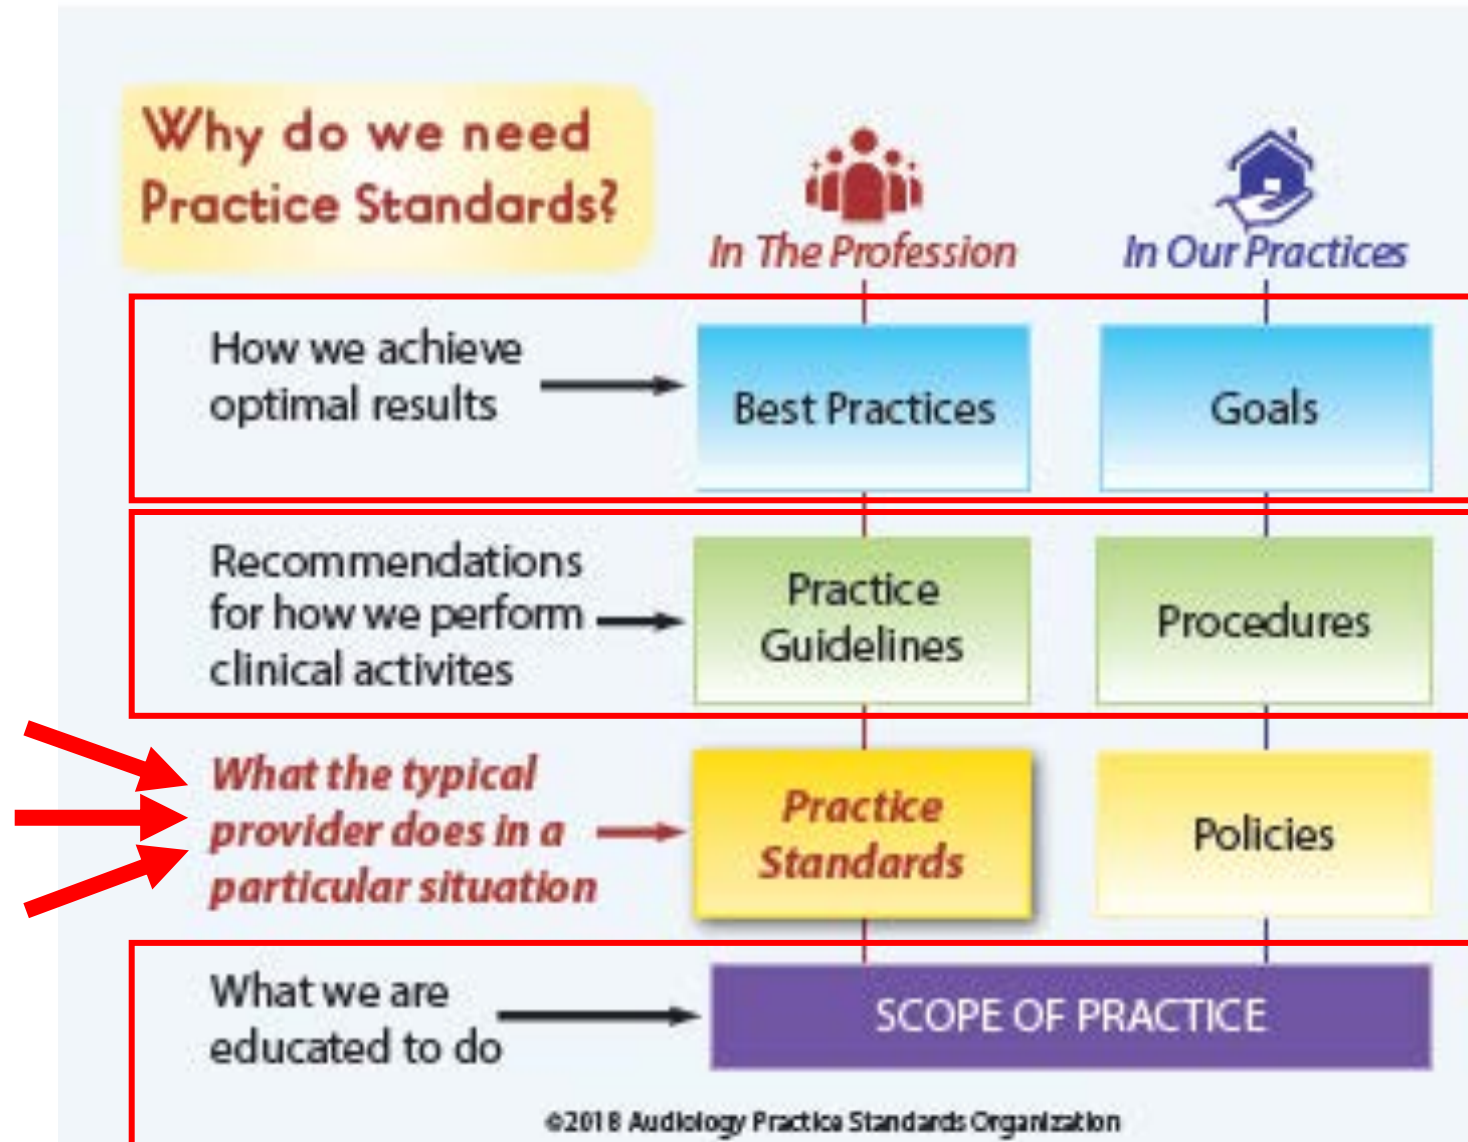 Why do we need
Practice Standards?
In The Profession
In Our Practices
How we achieve
optimal results
Best Practices
Goals
Recommendations
for how we perform
clinical activites
Practice
Guidelines
Procedures
What the typical
provider does in a
particular situation
Practice
Standards
Policies
What we are
educated to do
SCOPE OF PRACTICE
©2018 Audiology Practice Standards Organization